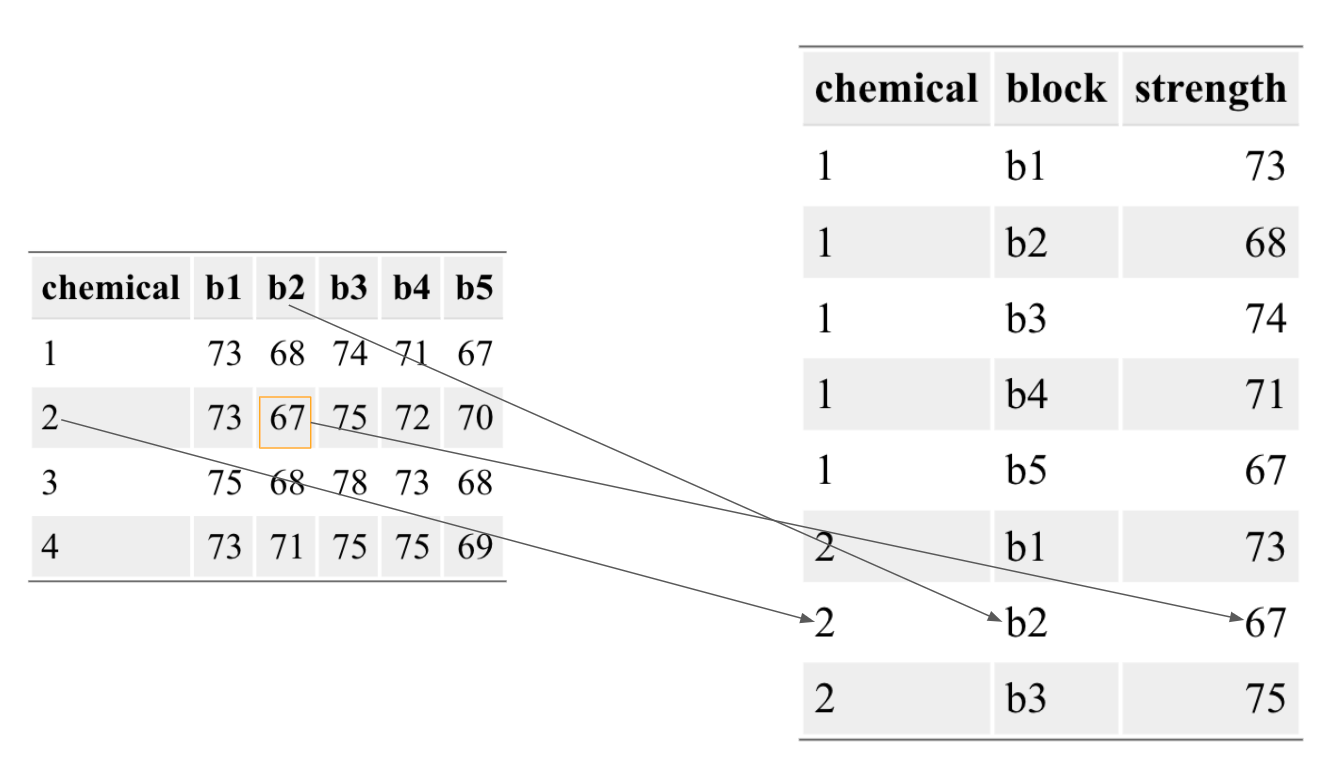 chemical b1 b2 b3 b4 b5
1 73 68 74 71 67
2 73 67 75 72 70
3 75 68 78 73 68
4 73 71 75 75 69
chemical block strength
1 b1 73
1 b2 68
1 b3 74
1 b4 71
1 b5 67
2 b1 73
2 b2 67
2 b3 75